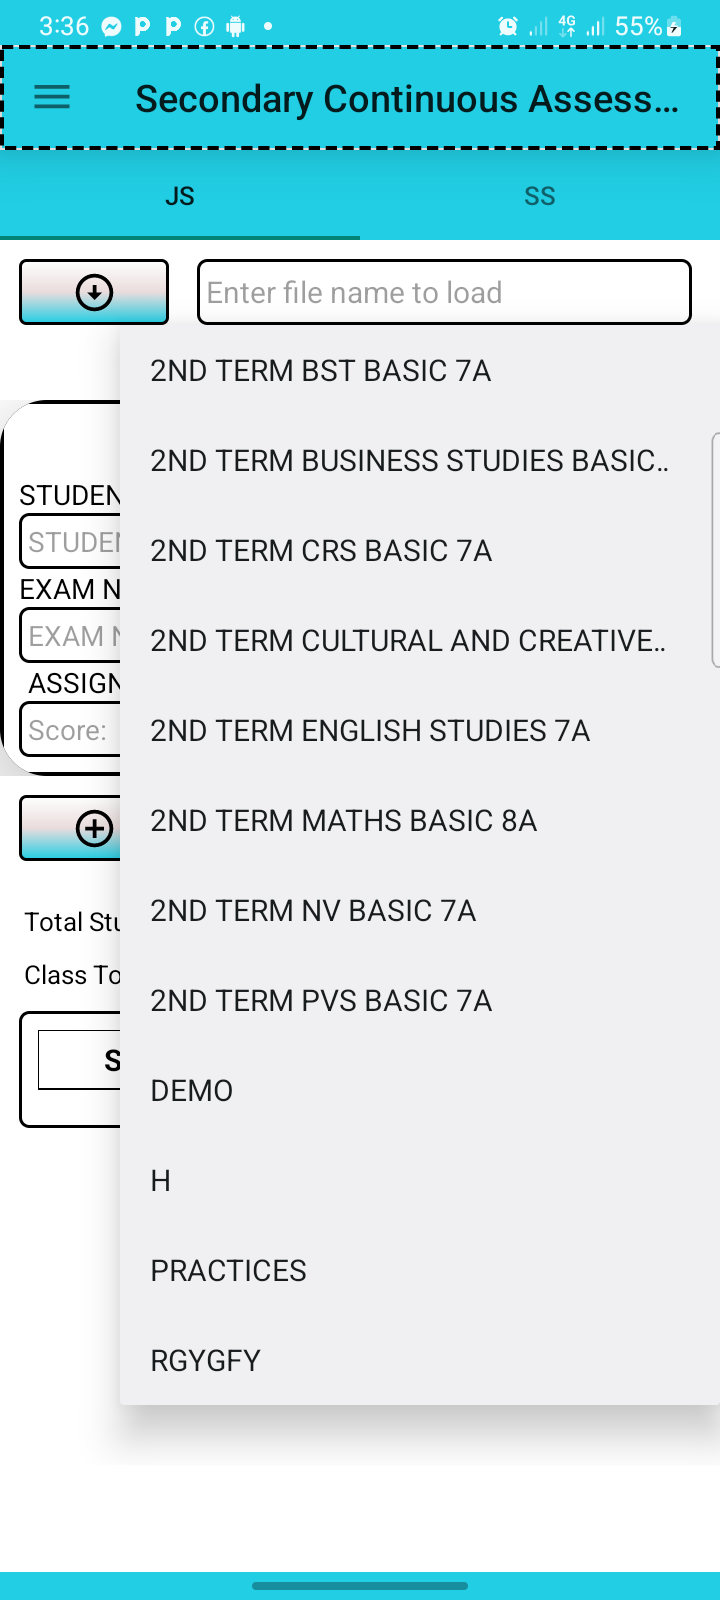 3:36
4G
55%
Secondary Continuous Assess...
JS
SS
Enter file name to load
2ND TERM BST BASIC 7A
2ND TERM BUSINESS STUDIES BASIC..
2ND TERM CRS BASIC 7A
2ND TERM CULTURAL AND CREATIVE..
2ND TERM ENGLISH STUDIES 7A
2ND TERM MATHS BASIC 8A
2ND TERM NV BASIC 7A
2ND TERM PVS BASIC 7A
DEMO
H
PRACTICES
RGYGFY
STUDEN
STUDE
EXAM N
EXAM
ASSIGN
Score:
Total Stu
Class To
S